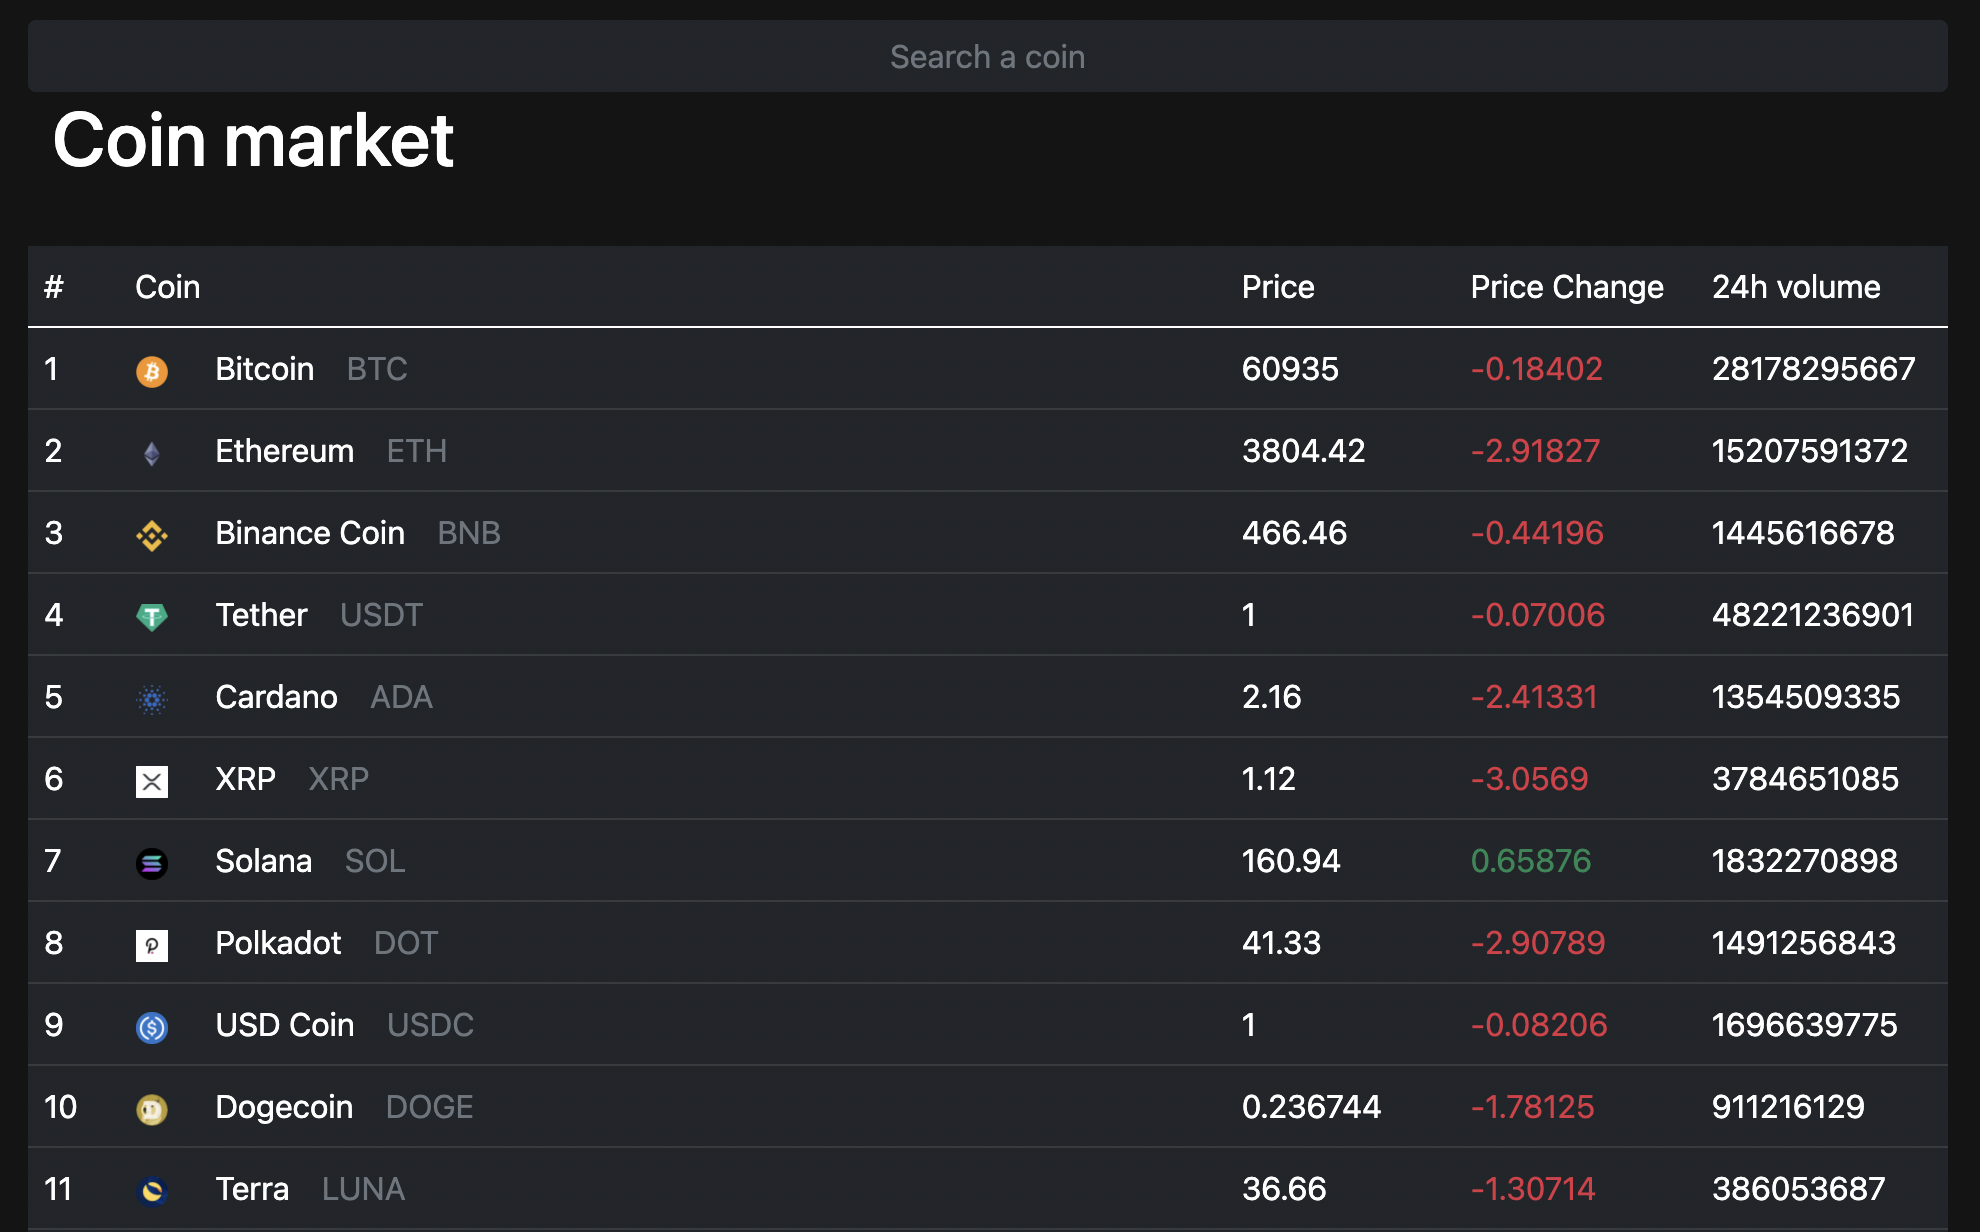 Search a coin
Coin market
# Coin Price Price Change 24h volume
1 Bitcoin BTC 60935 -0.18402 28178295667
2 Ethereum ETH 3804.42 -2.91827 15207591372
3 Binance Coin BNB 466.46 -0.44196 1445616678
4 Tether USDT 1 -0.07006 48221236901
5 Cardano ADA 2.16 -2.41331 1354509335
6 XRP XRP 1.12 -3.0569 3784651085
7 Solana SOL 160.94 0.65876 1832270898
8 Polkadot DOT 41.33 -2.90789 1491256843
9 USD Coin USDC 1 -0.08206 1696639775
10 Dogecoin DOGE 0.236744 -1.78125 911216129
11 Terra LUNA 36.66 -1.30714 386053687